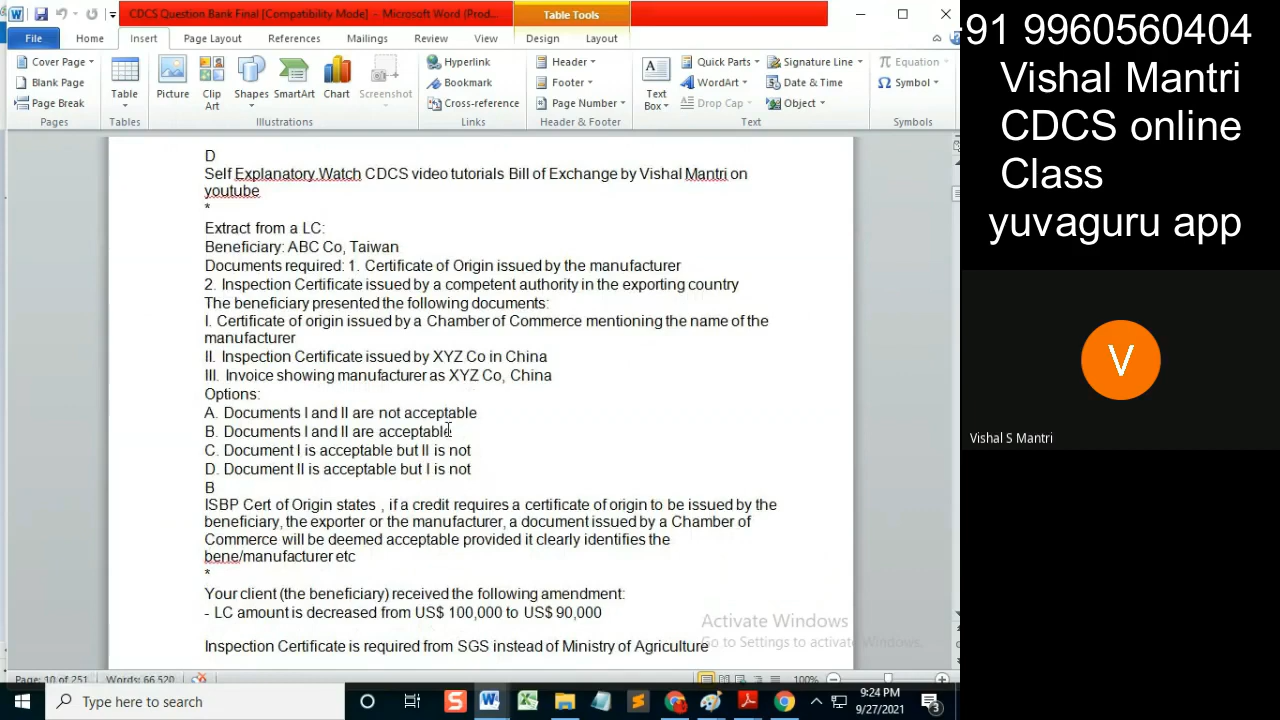 CDCS Question Bank Final [Compatibility Mode] - Microsoft Word (Prod...
Table Tools
File
Home
Insert
Page Layout
References
Mailings
Review
View
Design
Layout
Cover Page
Blank Page
Page Break
Pages
Table
Tables
Picture
Clip Art
Shapes
SmartArt
Chart
Screenshot
Illustrations
Hyperlink
Bookmark
Cross-reference
Links
Header
Footer
Page Number
Header & Footer
Text Box
Quick Parts
WordArt
Drop Cap
Signature Line
Date & Time
Object
Text
Equation
Symbol
Symbols
D
Self Explanatory.Watch CDCS video tutorials Bill of Exchange by Vishal Mantri on
youtube
*
Extract from a LC:
Beneficiary: ABC Co, Taiwan
Documents required: 1. Certificate of Origin issued by the manufacturer
2. Inspection Certificate issued by a competent authority in the exporting country
The beneficiary presented the following documents:
I. Certificate of origin issued by a Chamber of Commerce mentioning the name of the
manufacturer
II. Inspection Certificate issued by XYZ Co in China
III. Invoice showing manufacturer as XYZ Co, China
Options:
A. Documents I and II are not acceptable
B. Documents I and II are acceptable
C. Document I is acceptable but II is not
D. Document II is acceptable but I is not
B
ISBP Cert of Origin states , if a credit requires a certificate of origin to be issued by the
beneficiary, the exporter or the manufacturer, a document issued by a Chamber of
Commerce will be deemed acceptable provided it clearly identifies the
bene/manufacturer etc
*
Your client (the beneficiary) received the following amendment:
- LC amount is decreased from US$ 100,000 to US$ 90,000
Inspection Certificate is required from SGS instead of Ministry of Agriculture
Activate Windows
Go to Settings to activate Windows.
Page: 10 of 251
Words: 66,520
100%
Type here to search
9:24 PM
9/27/2021
3
-91 9960560404
Vishal Mantri
CDCS online
Class
yuvaguru app
V
Vishal S Mantri